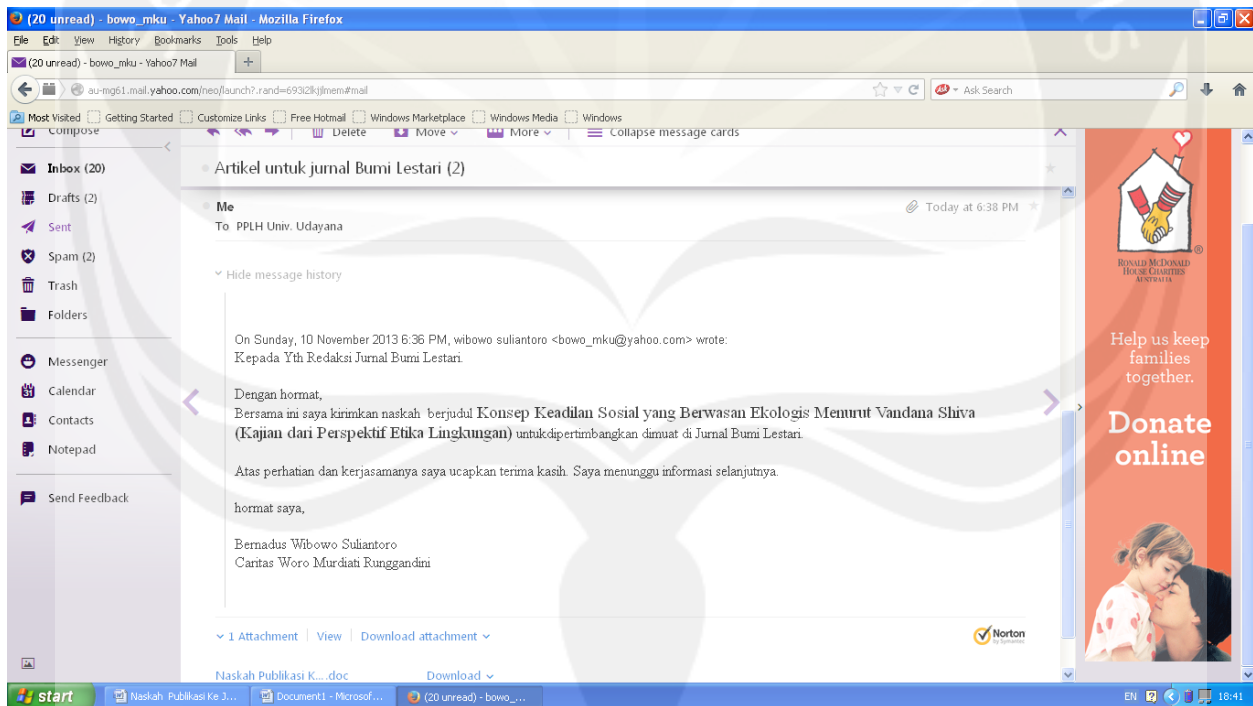 (20 unread) - bowo_mku - Yahoo7 Mail - Mozilla Firefox
File Edit View History Bookmarks Tools Help
(20 unread) - bowo_mku - Yahoo7 Mail +
au-mg61.mail.yahoo.com/neo/launch?.rand=693i2lkjjlmem#mail
Ask Search
Most Visited Getting Started Customize Links Free Hotmail Windows Marketplace Windows Media Windows
Compose
Delete Move More Collapse message cards
Inbox (20)
Drafts (2)
Sent
Spam (2)
Trash
Folders
Messenger
Calendar
Contacts
Notepad
Send Feedback
Artikel untuk jurnal Bumi Lestari (2)
Me
Today at 6:38 PM
To PPLH Univ. Udayana
Hide message history
On Sunday, 10 November 2013 6:36 PM, wibowo suliantoro <bowo_mku@yahoo.com> wrote:
Kepada Yth Redaksi Jurnal Bumi Lestari.
Dengan hormat,
Bersama ini saya kirimkan naskah berjudul Konsep Keadilan Sosial yang Berwasan Ekologis Menurut Vandana Shiva
(Kajian dari Perspektif Etika Lingkungan) untukdipertimbangkan dimuat di Jurnal Bumi Lestari.
Atas perhatian dan kerjasamanya saya ucapkan terima kasih. Saya menunggu informasi selanjutnya.
hormat saya,
Bernadus Wibowo Suliantoro
Caritas Woro Murdiati Runggandini
1 Attachment View Download attachment
Norton
by Symantec
Naskah Publikasi K....doc Download
RONALD MCDONALD
HOUSE CHARITIES
AUSTRALIA
®
Help us keep
families
together.
Donate
online
start
Naskah Publikasi Ke J...
Document1 - Microsof...
(20 unread) - bowo_...
EN
18:41